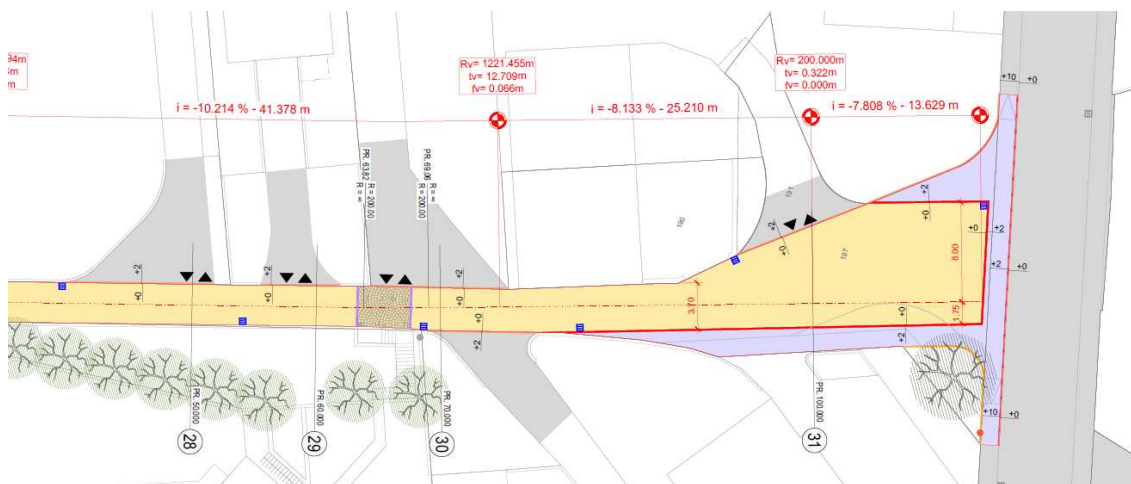 94m
m
m
Rv= 1221.455m
tv= 12.709m
fv= 0.066m
Rv= 200.000m
tv= 0.322m
fv= 0.000m
i = -10.214 % - 41.378 m
i = -8.133 % - 25.210 m
i = -7.808 % - 13.629 m
+10
+0
PR. 63.82
R = 200.00
R = ∞
PR. 69.06
R = ∞
R = 200.00
191
190
197
+2
+0
+2
+0
+2
+0
+2
+0
+2
+0
+0
+2
+2
+0
+2
+0
+0
+2
3.70
8.00
1.75
+10
+0
PR. 50.000
PR. 60.000
PR. 70.000
PR. 100.000
28
29
30
31